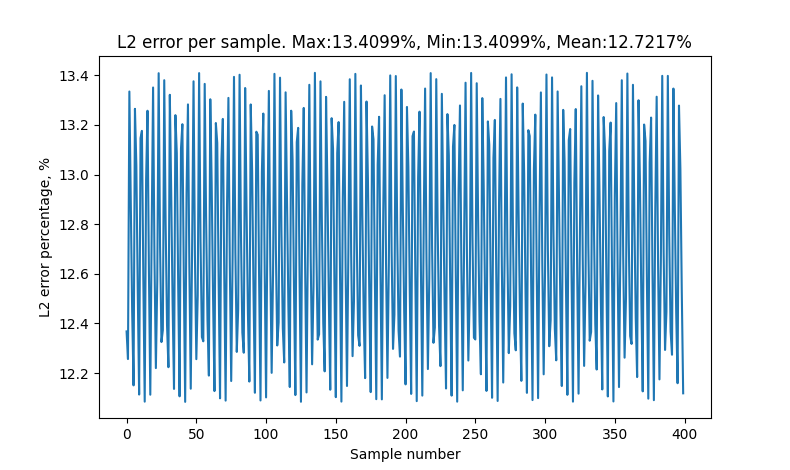 L2 error per sample. Max:13.4099%, Min:13.4099%, Mean:12.7217%
13.4
13.2
13.0
12.8
12.6
12.4
12.2
L2 error percentage, %
0 50 100 150 200 250 300 350 400
Sample number